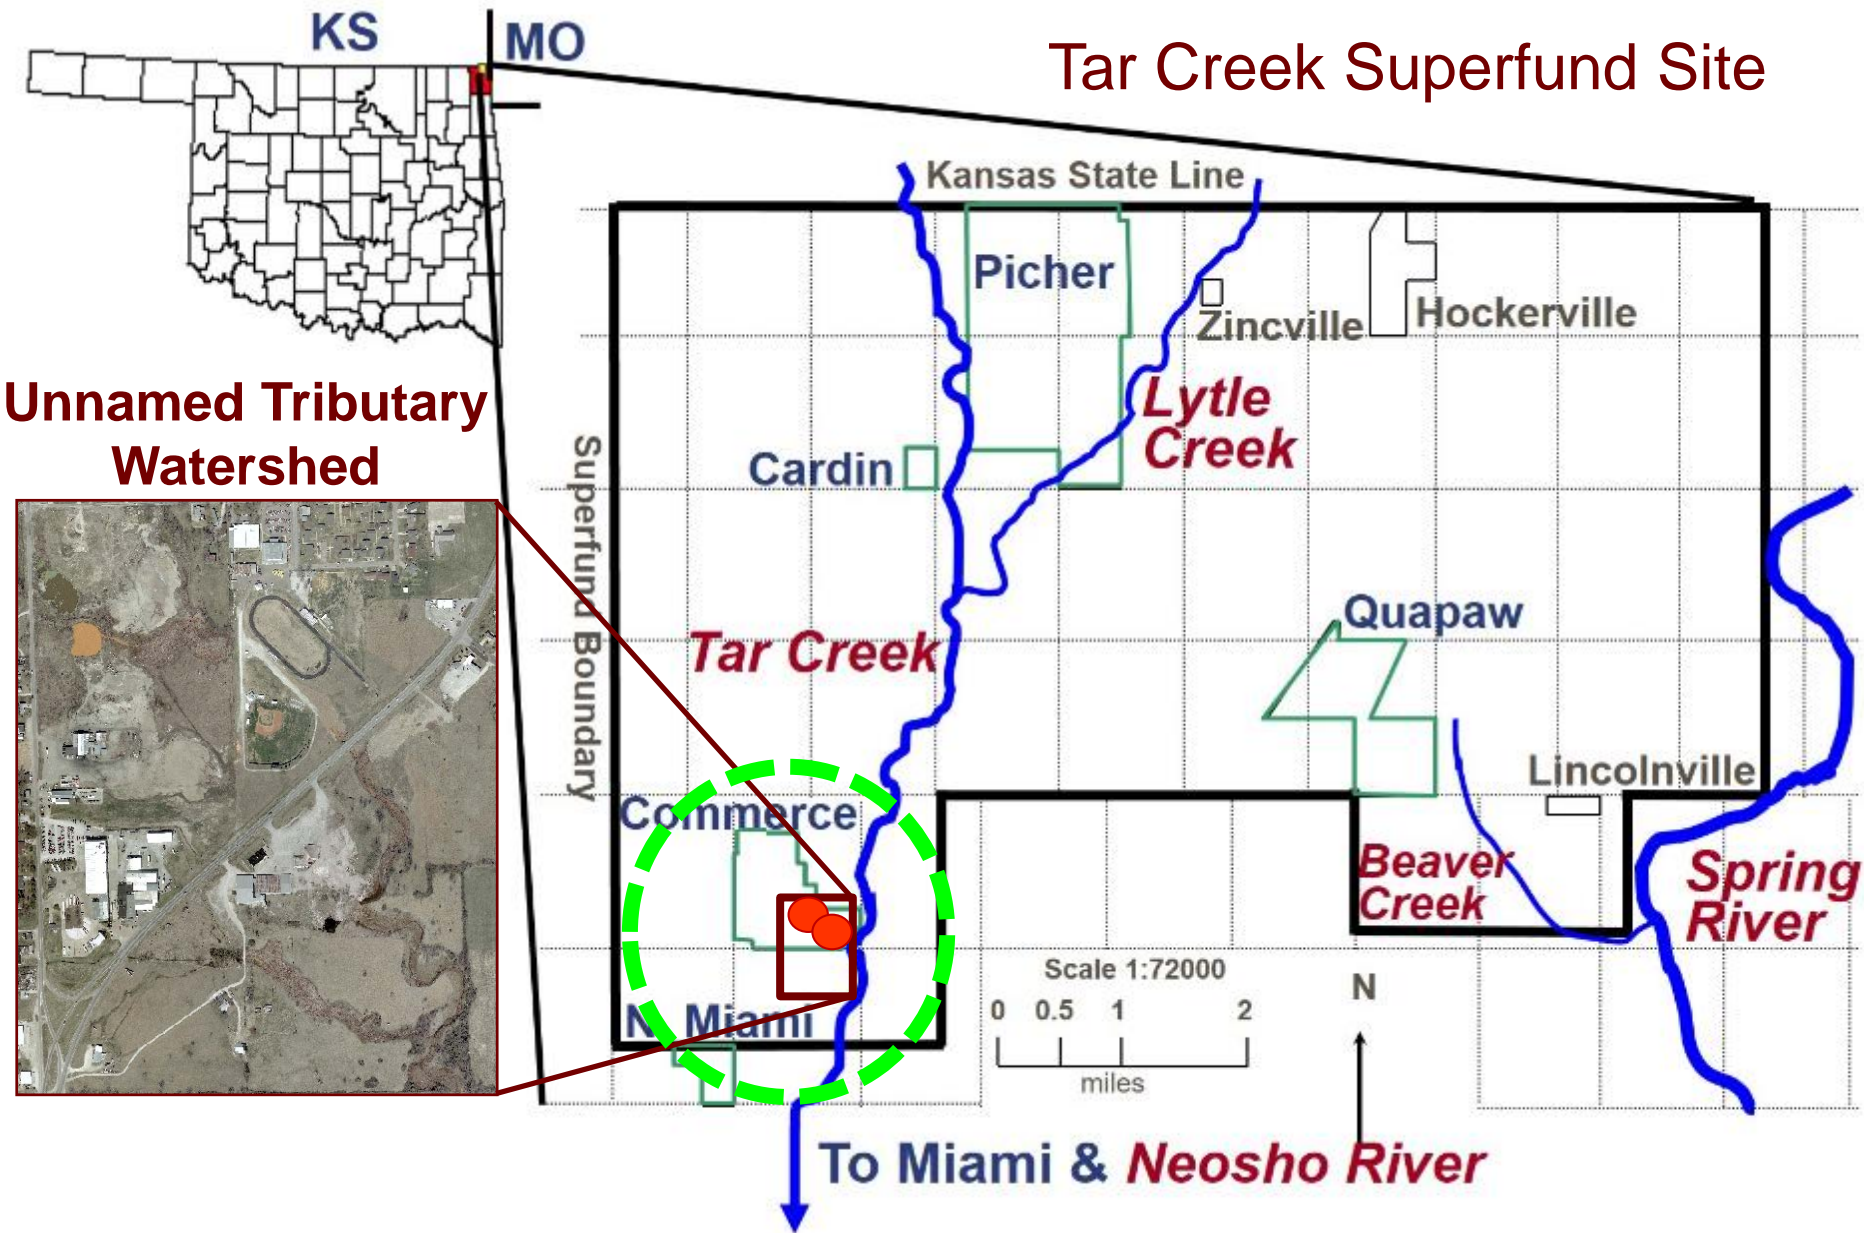 KS
MO
Tar Creek Superfund Site
Kansas State Line
Picher
Zincville
Hockerville
Unnamed Tributary
Watershed
Lytle
Creek
Cardin
Superfund Boundary
Quapaw
Tar Creek
Lincolnville
Commerce
Beaver
Creek
Spring
River
Scale 1:72000
N
0 0.5 1 2
miles
N. Miami
To Miami & Neosho River